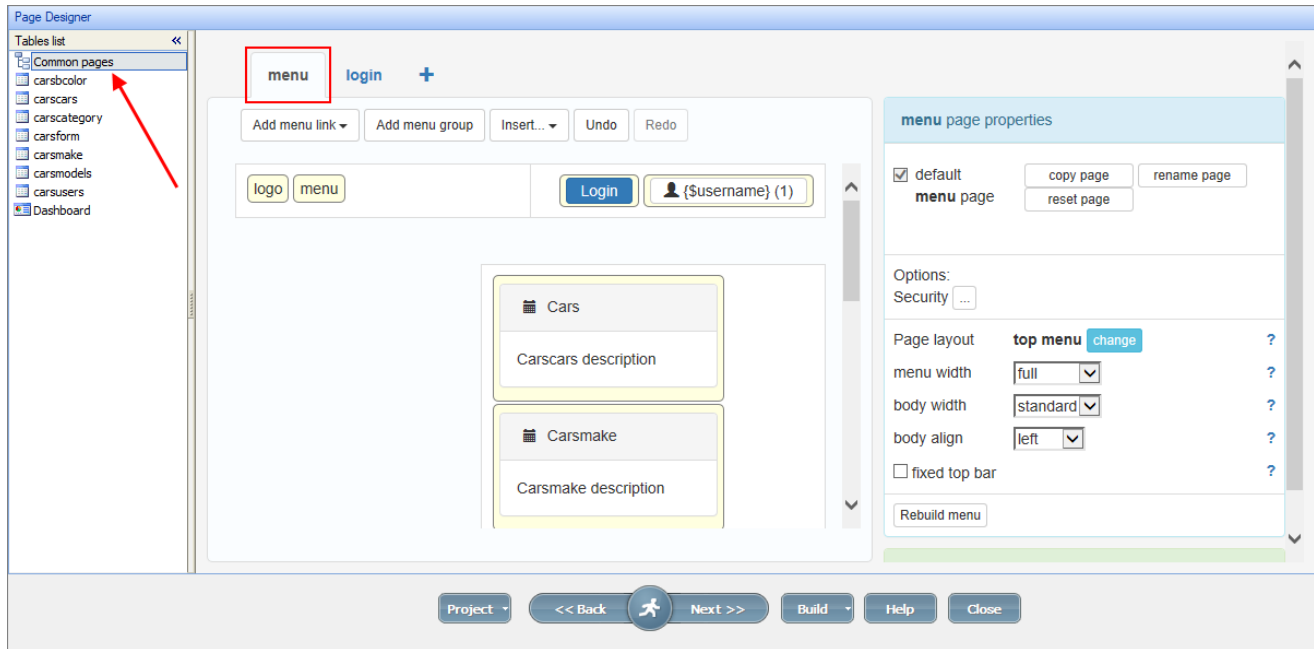 Page Designer
Tables list «
Common pages
carsbcolor
carscars
carscategory
carsform
carsmake
carsmodels
carsusers
Dashboard
menu login +
Add menu link Add menu group Insert... Undo Redo
logo menu Login {$username} (1)
Cars
Carscars description
Carsmake
Carsmake description
menu page properties
default copy page rename page
menu page reset page
Options:
Security ...
Page layout top menu change ?
menu width full ?
body width standard ?
body align left ?
fixed top bar ?
Rebuild menu
Project << Back Next >> Build Help Close